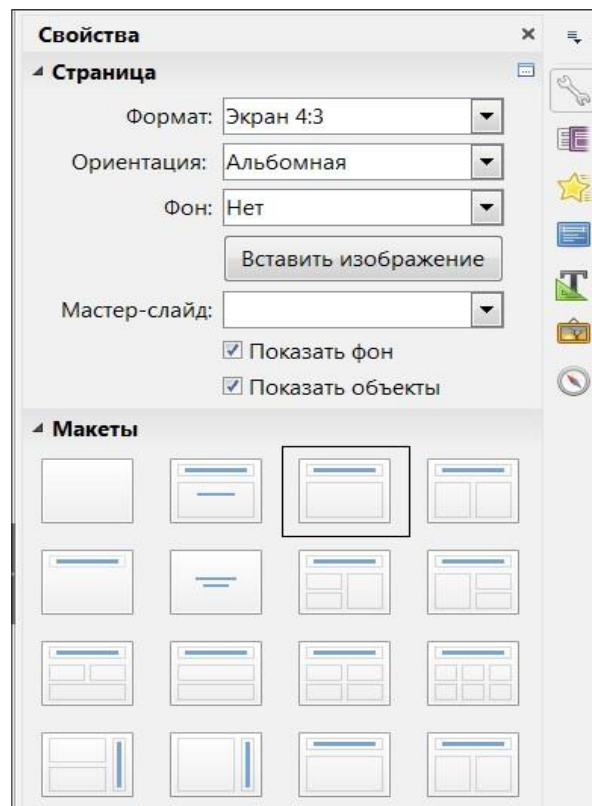 Свойства
Страница
Формат: Экран 4:3
Ориентация: Альбомная
Фон: Нет
Вставить изображение
Мастер-слайд:
Показать фон
Показать объекты
Макеты